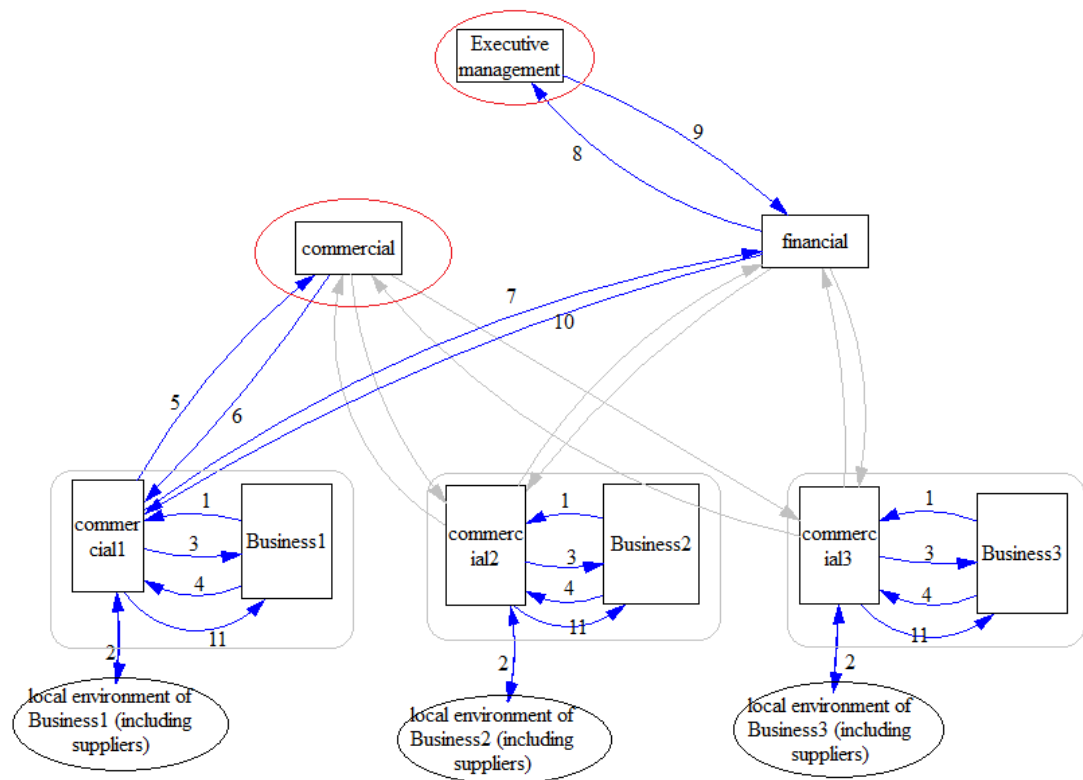 Executive
management
9
8
commercial
financial
7
10
5
6
commer
cial1
1
3
4
11
2
Business1
commerc
ial2
1
3
4
11
2
Business2
commerc
ial3
1
3
4
11
2
Business3
local environment of
Business1 (including
suppliers)
local environment of
Business2 (including
suppliers)
local environment of
Business3 (including
suppliers)